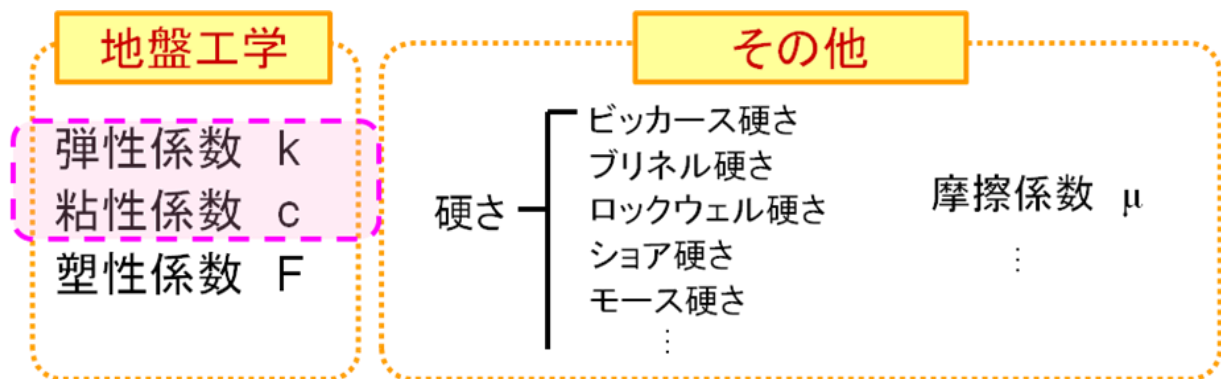 地盤工学
弾性係数 k
粘性係数 c
塑性係数 F
その他
硬さ
ビッカース硬さ
ブリネル硬さ
ロックウェル硬さ
ショア硬さ
モース硬さ
⋮
摩擦係数 μ
⋮